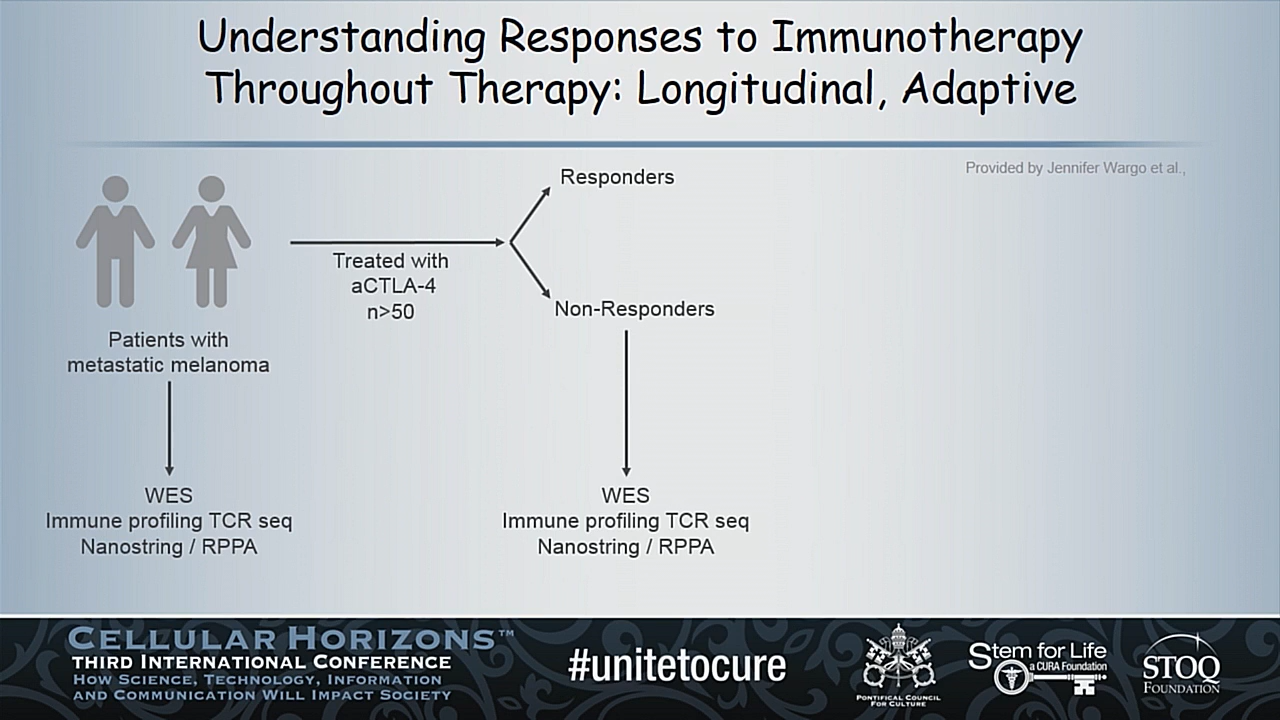 Understanding Responses to Immunotherapy
Throughout Therapy: Longitudinal, Adaptive
Provided by Jennifer Wargo et al.,
Responders
Treated with
aCTLA-4
n>50
Non-Responders
Patients with
metastatic melanoma
WES
Immune profiling TCR seq
Nanostring / RPPA
WES
Immune profiling TCR seq
Nanostring / RPPA
CELLULAR HORIZONS™
THIRD INTERNATIONAL CONFERENCE
HOW SCIENCE, TECHNOLOGY, INFORMATION
AND COMMUNICATION WILL IMPACT SOCIETY
#unitetocure
PONTIFICAL COUNCIL
FOR CULTURE
Stem for Life
a CURA Foundation
STOQ
FOUNDATION